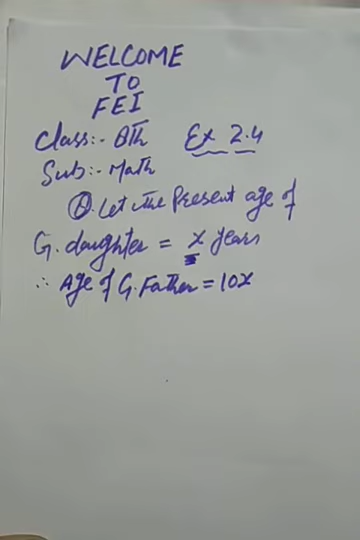 WELCOME
TO
FEI
Class:- 8th Ex 2.4
Sub:- Math
Q. Let the Present age of
G. daughter = x years
∴ Age of G. Father = 10x